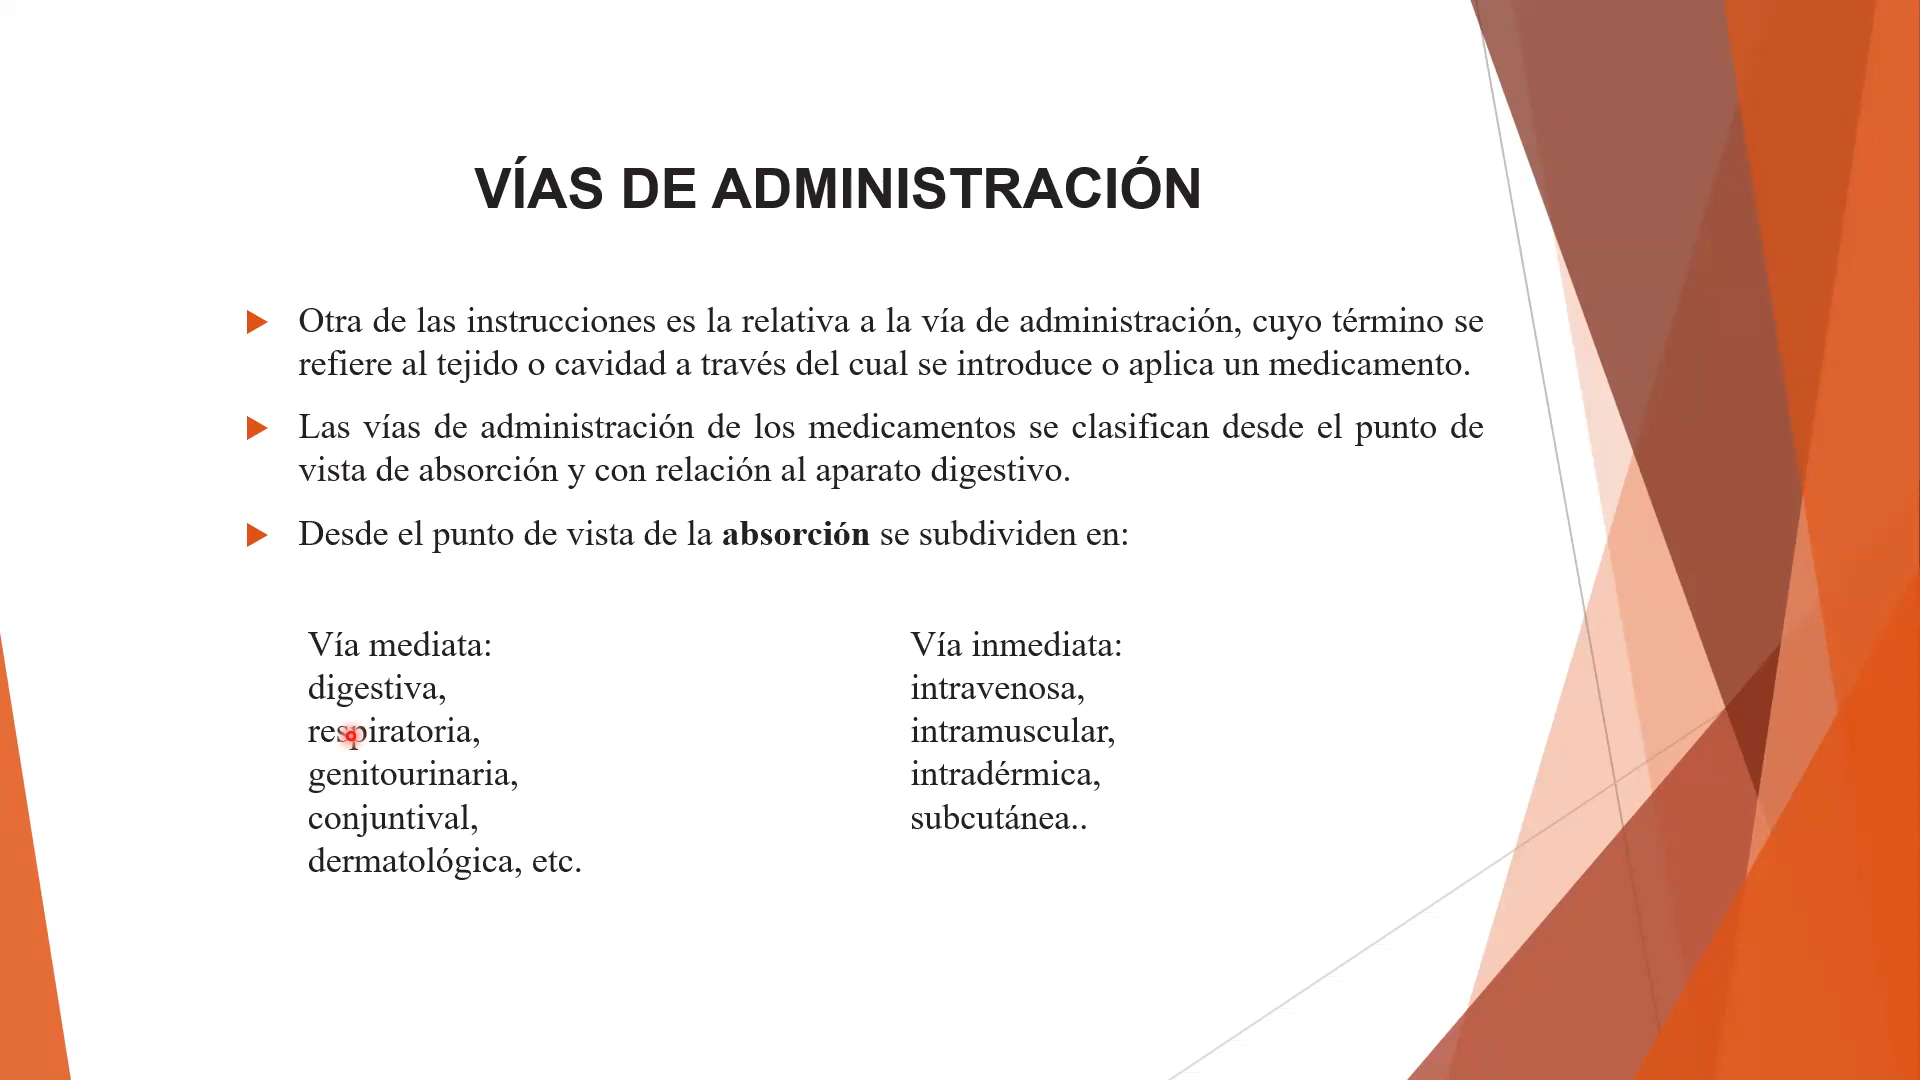 VÍAS DE ADMINISTRACIÓN
Otra de las instrucciones es la relativa a la vía de administración, cuyo término se
refiere al tejido o cavidad a través del cual se introduce o aplica un medicamento.
Las vías de administración de los medicamentos se clasifican desde el punto de
vista de absorción y con relación al aparato digestivo.
Desde el punto de vista de la absorción se subdividen en:
Vía mediata:
digestiva,
respiratoria,
genitourinaria,
conjuntival,
dermatológica, etc.
Vía inmediata:
intravenosa,
intramuscular,
intradérmica,
subcutánea..